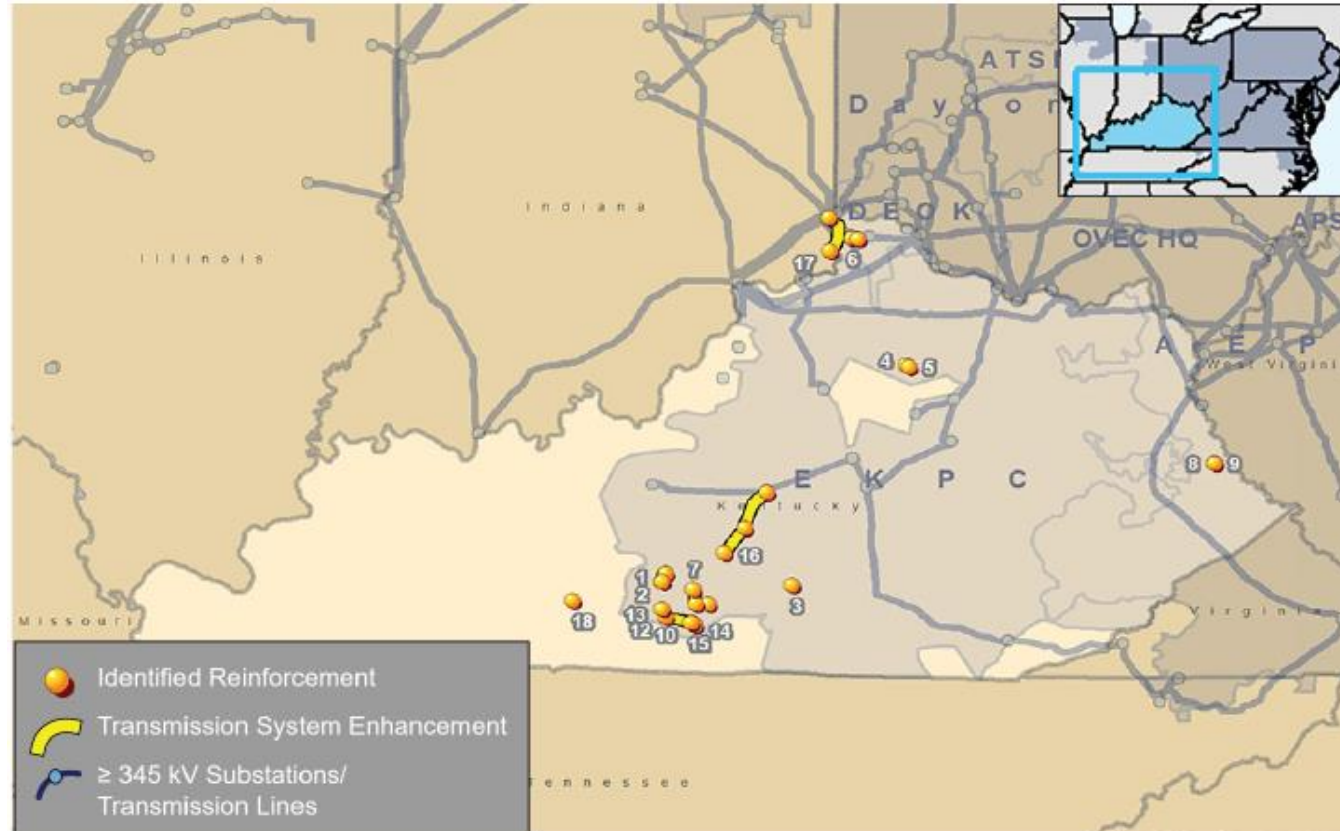 ATSI
Dayton
DEOK
Indiana
OVEC HQ
APS
Illinois
17
6
4
5
AEP
West Virginia
8
9
EKPC
Kentucky
16
1
7
2
3
13
18
12
10
14
15
Missouri
Virginia
Identified Reinforcement
Transmission System Enhancement
≥ 345 kV Substations/
Transmission Lines
Tennessee